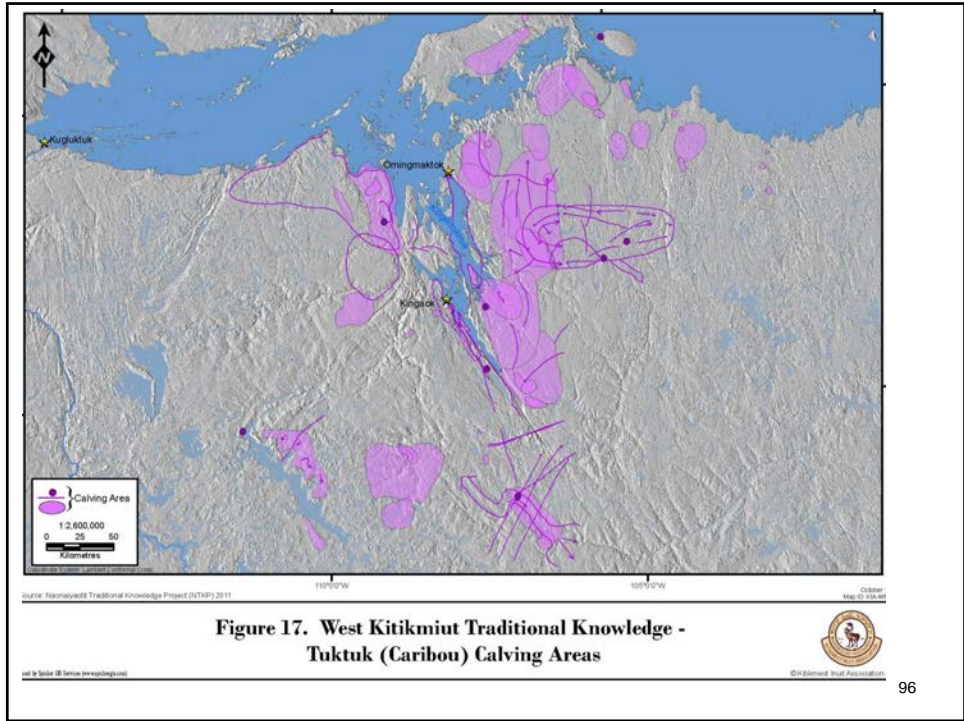 N
Kugluktuk
Omingmaktok
Kingaok
Calving Area
1:2,600,000
0 25 50
Kilometres
110°0'0"W
105°0'0"W
Source: Naonaiyaotit Traditional Knowledge Project (NTKP) 2011
October
Figure 17. West Kitikmiut Traditional Knowledge -
Tuktuk (Caribou) Calving Areas
© Kitikmeot Inuit Association
96